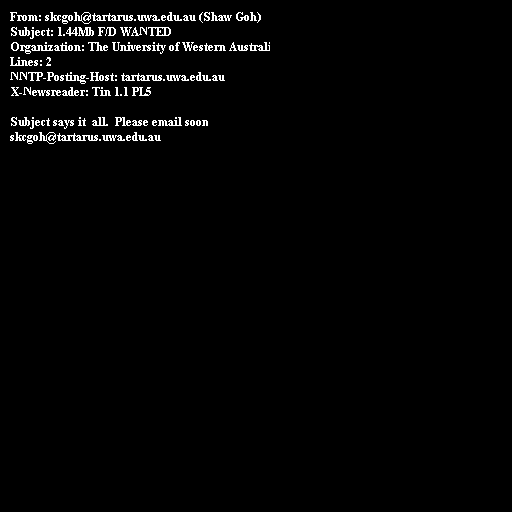 From: skcgoh@tartarus.uwa.edu.au (Shaw Goh)
Subject: 1.44Mb F/D WANTED
Organization: The University of Western Australi
Lines: 2
NNTP-Posting-Host: tartarus.uwa.edu.au
X-Newsreader: Tin 1.1 PL5

Subject says it  all.  Please email soon
skcgoh@tartarus.uwa.edu.au